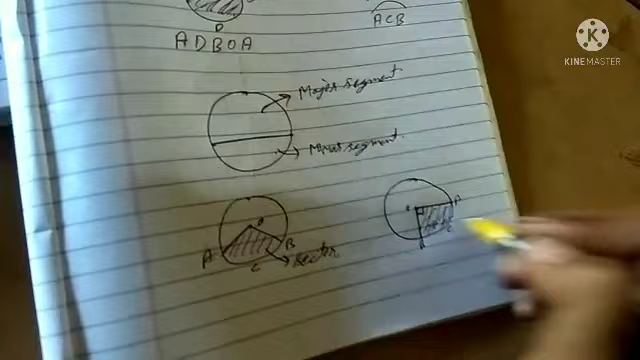 D
ADBOA
ACB
K
KINEMASTER
Major segment
Minor segment
O
A
B
C
sector
O
A
C